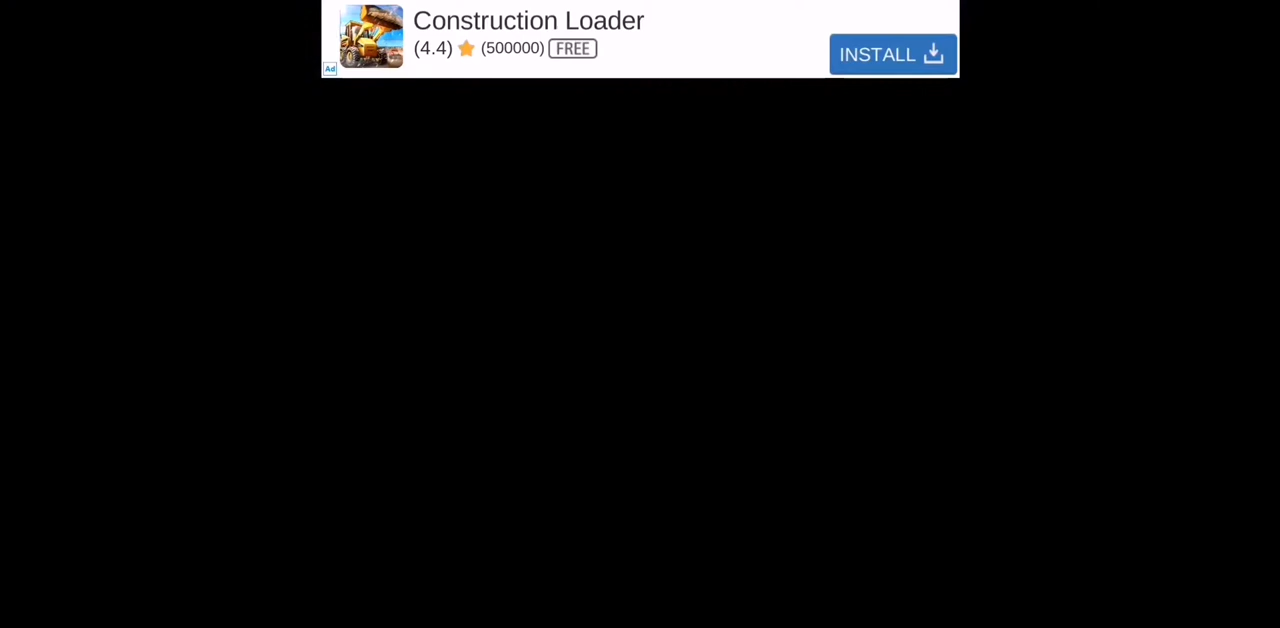 Construction Loader
(4.4) (500000) FREE
INSTALL
Ad